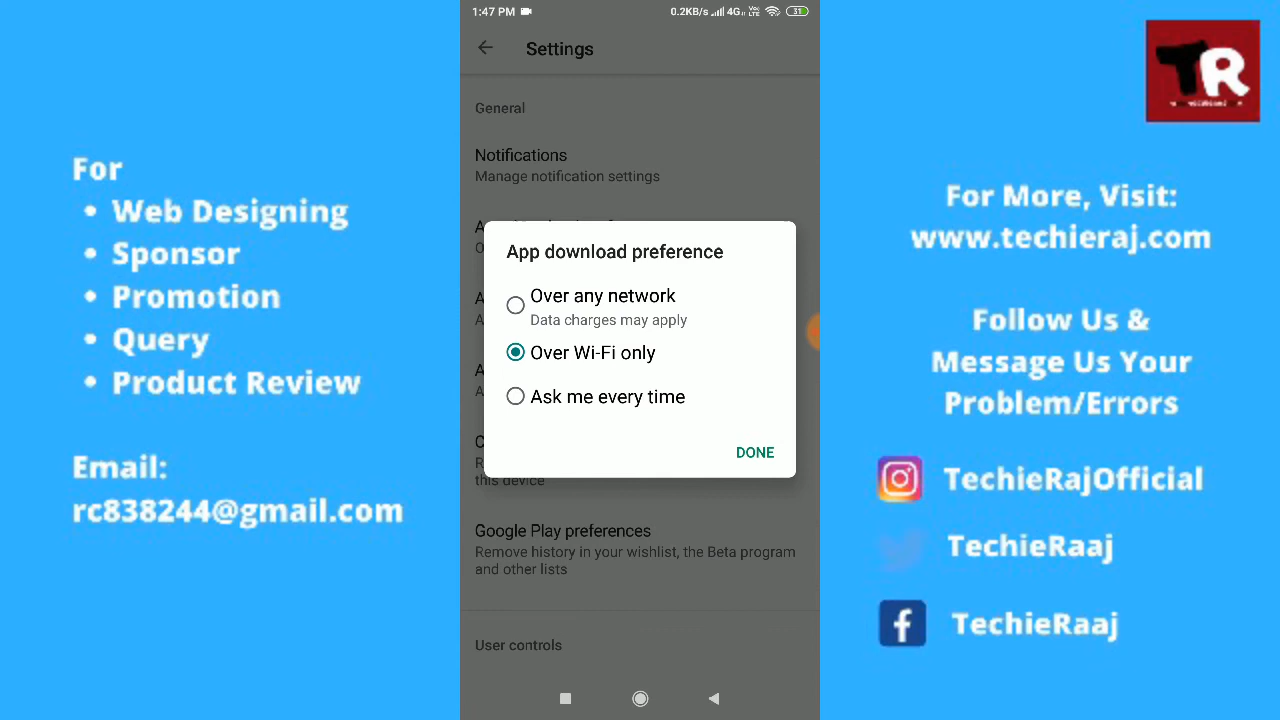 For
• Web Designing
• Sponsor
• Promotion
• Query
• Product Review
Email:
rc838244@gmail.com
1:47 PM
0.2KB/s 4G Vo LTE 31
Settings
General
Notifications
Manage notification settings
App download preference
Over any network
Data charges may apply
Over Wi-Fi only
Ask me every time
DONE
this device
Google Play preferences
Remove history in your wishlist, the Beta program
and other lists
User controls
TR
For More, Visit:
www.techieraj.com
Follow Us &
Message Us Your
Problem/Errors
TechieRajOfficial
TechieRaaj
TechieRaaj